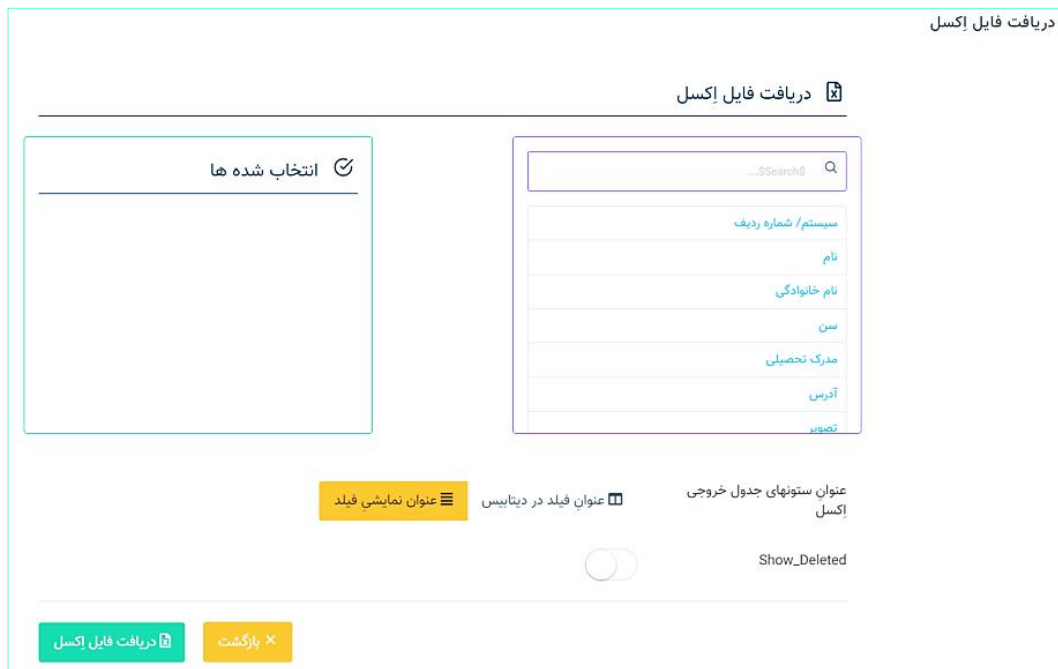 دریافت فایل اِکسل
دریافت فایل اِکسل
$Search$...
سیستم/ شماره ردیف
نام
نام خانوادگی
سن
مدرک تحصیلی
آدرس
تصویر
انتخاب شده ها
عنوانِ ستونهای جدول خروجی
اِکسل
عنوانِ فیلد در دیتابیس
عنوان نمایشیِ فیلد
Show_Deleted
بازگشت
دریافت فایل اِکسل